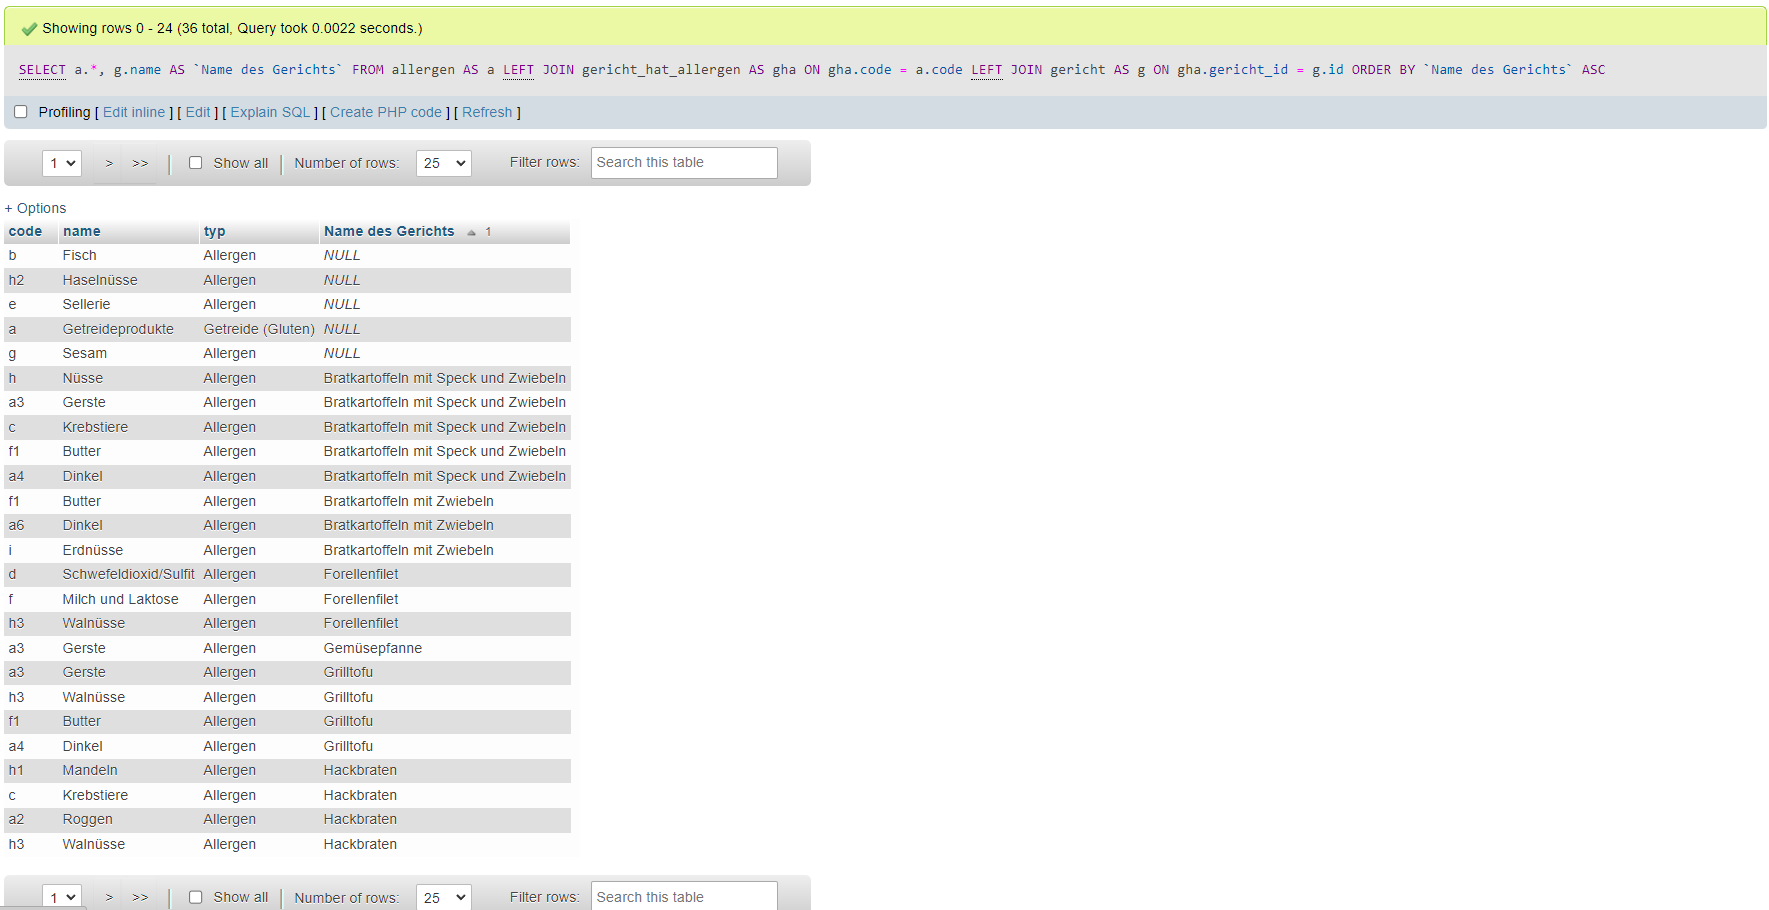 Showing rows 0 - 24 (36 total, Query took 0.0022 seconds.)
SELECT a.*, g.name AS `Name des Gerichts` FROM allergen AS a LEFT JOIN gericht_hat_allergen AS gha ON gha.code = a.code LEFT JOIN gericht AS g ON gha.gericht_id = g.id ORDER BY `Name des Gerichts` ASC
Profiling [ Edit inline ] [ Edit ] [ Explain SQL ] [ Create PHP code ] [ Refresh ]
1 > >> Show all Number of rows: 25 Filter rows: Search this table
+ Options
code name typ Name des Gerichts 1
b Fisch Allergen NULL
h2 Haselnüsse Allergen NULL
e Sellerie Allergen NULL
a Getreideprodukte Getreide (Gluten) NULL
g Sesam Allergen NULL
h Nüsse Allergen Bratkartoffeln mit Speck und Zwiebeln
a3 Gerste Allergen Bratkartoffeln mit Speck und Zwiebeln
c Krebstiere Allergen Bratkartoffeln mit Speck und Zwiebeln
f1 Butter Allergen Bratkartoffeln mit Speck und Zwiebeln
a4 Dinkel Allergen Bratkartoffeln mit Speck und Zwiebeln
f1 Butter Allergen Bratkartoffeln mit Zwiebeln
a6 Dinkel Allergen Bratkartoffeln mit Zwiebeln
i Erdnüsse Allergen Bratkartoffeln mit Zwiebeln
d Schwefeldioxid/Sulfit Allergen Forellenfilet
f Milch und Laktose Allergen Forellenfilet
h3 Walnüsse Allergen Forellenfilet
a3 Gerste Allergen Gemüsepfanne
a3 Gerste Allergen Grilltofu
h3 Walnüsse Allergen Grilltofu
f1 Butter Allergen Grilltofu
a4 Dinkel Allergen Grilltofu
h1 Mandeln Allergen Hackbraten
c Krebstiere Allergen Hackbraten
a2 Roggen Allergen Hackbraten
h3 Walnüsse Allergen Hackbraten
1 > >> Show all Number of rows: 25 Filter rows: Search this table